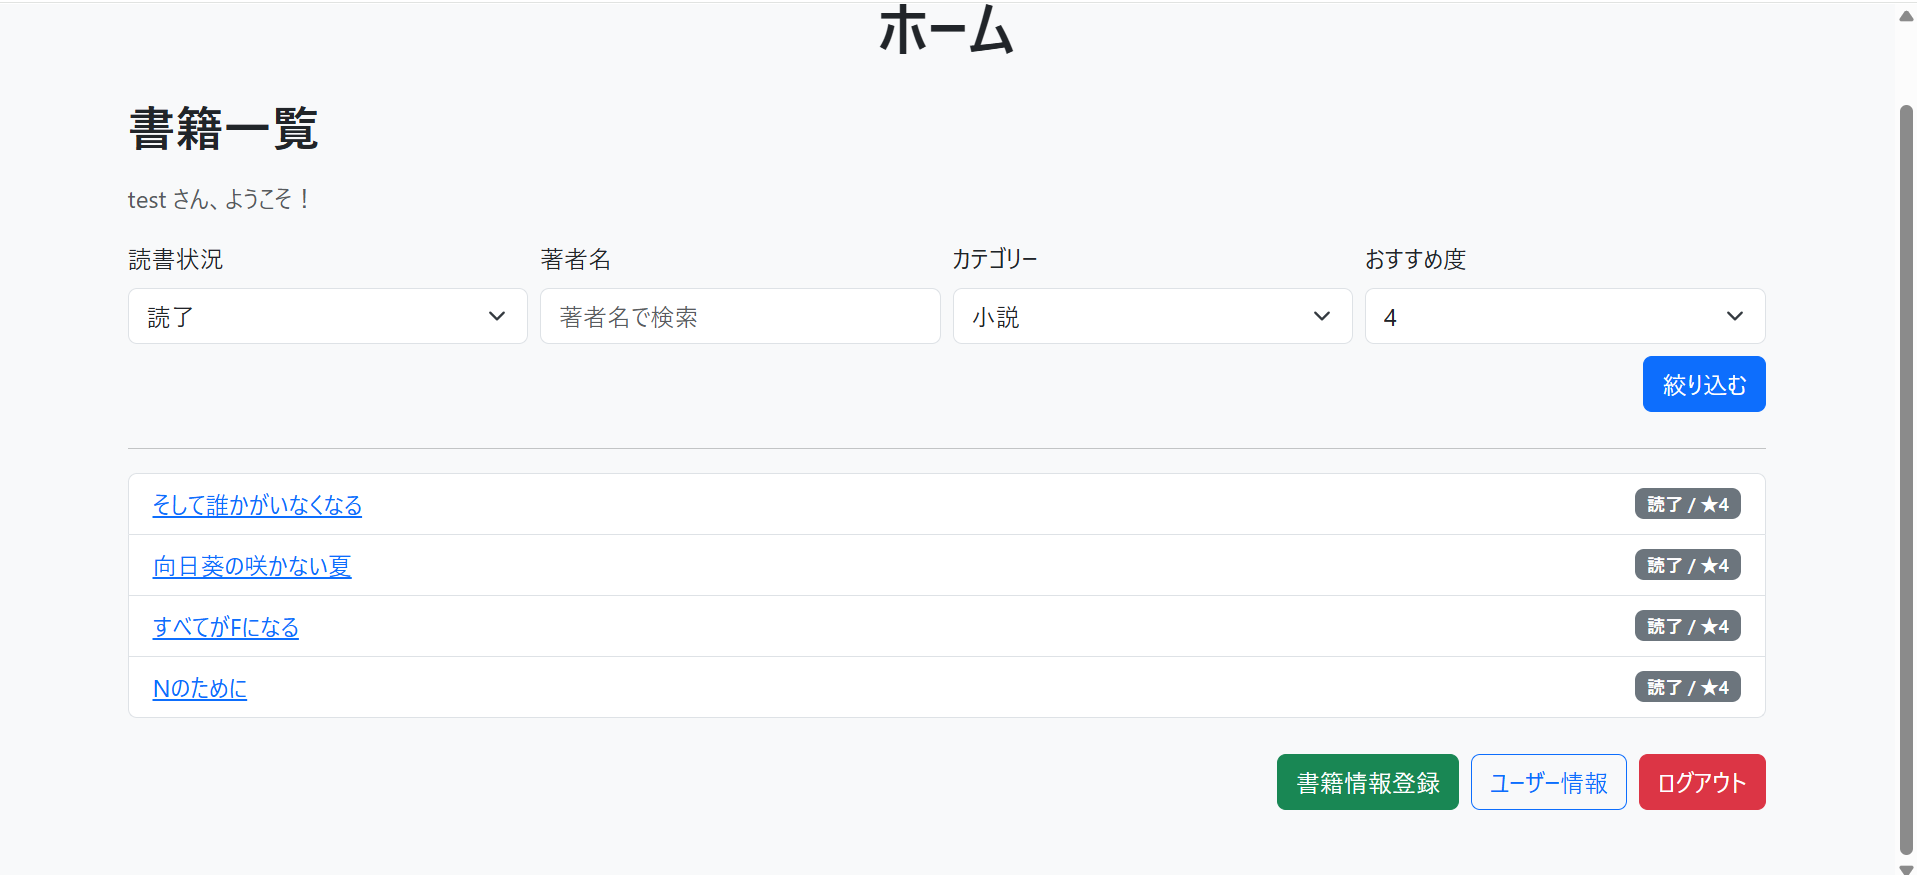 ホーム
書籍一覧
test さん、ようこそ！
読書状況 著者名 カテゴリー おすすめ度
読了 著者名で検索 小説 4
絞り込む
そして誰かがいなくなる 読了 / ★4
向日葵の咲かない夏 読了 / ★4
すべてがFになる 読了 / ★4
Nのために 読了 / ★4
書籍情報登録 ユーザー情報 ログアウト